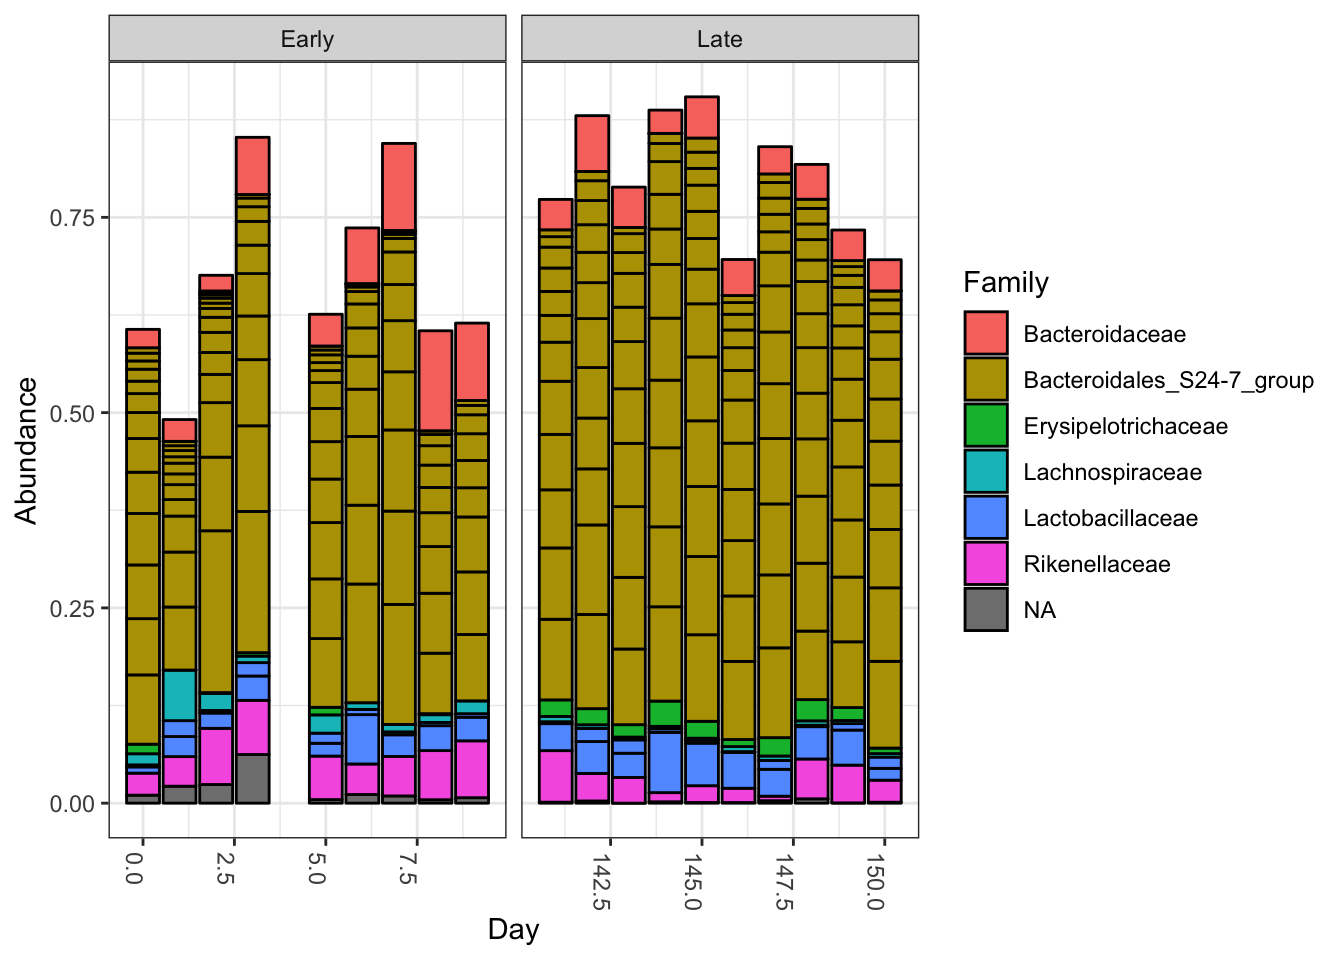 Early
Late
Abundance
0.75
0.50
0.25
0.00
0.0
2.5
5.0
7.5
142.5
145.0
147.5
150.0
Day
Family
Bacteroidaceae
Bacteroidales_S24-7_group
Erysipelotrichaceae
Lachnospiraceae
Lactobacillaceae
Rikenellaceae
NA